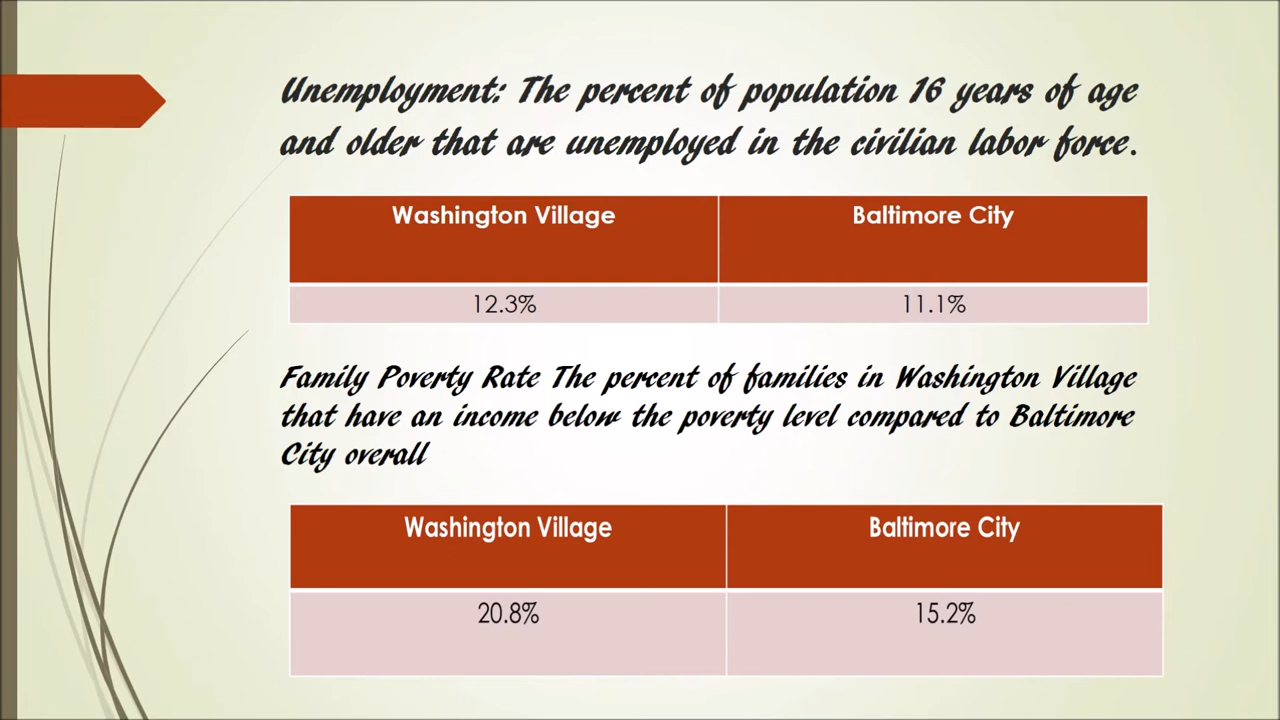 Unemployment: The percent of population 16 years of age
and older that are unemployed in the civilian labor force.
Washington Village Baltimore City
12.3% 11.1%
Family Poverty Rate The percent of families in Washington Village
that have an income below the poverty level compared to Baltimore
City overall
Washington Village Baltimore City
20.8% 15.2%